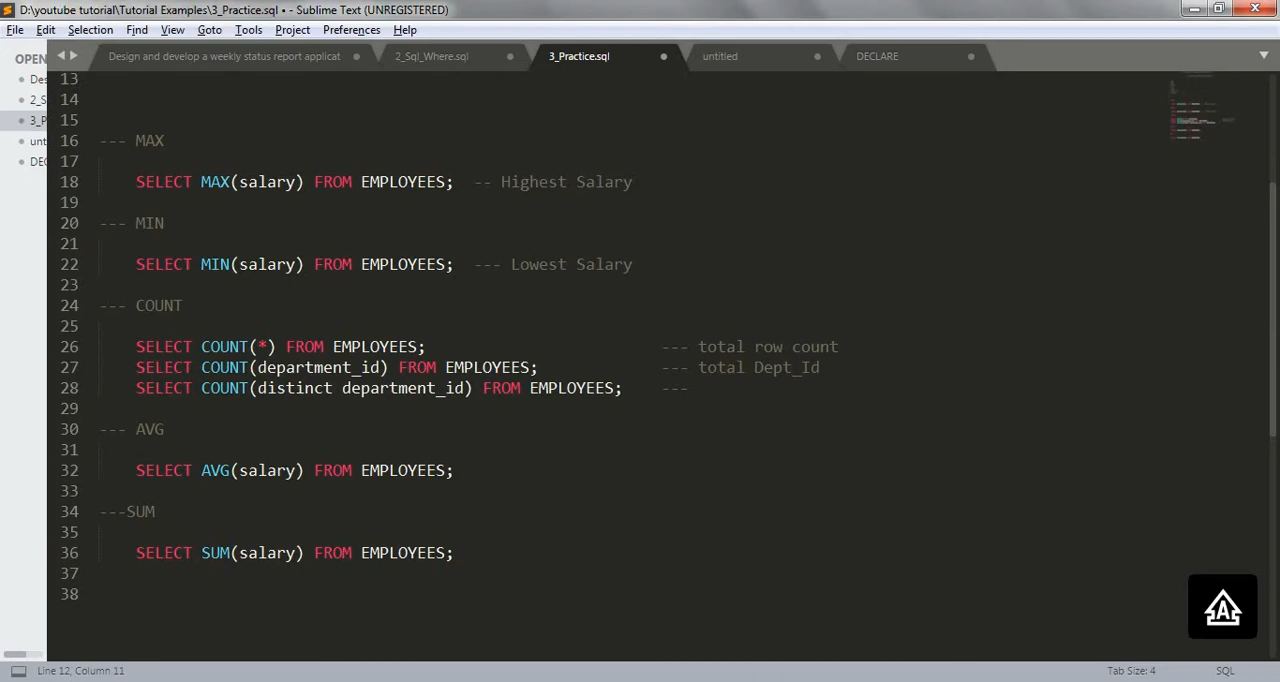 D:\youtube tutorial\Tutorial Examples\3_Practice.sql • - Sublime Text (UNREGISTERED)
File Edit Selection Find View Goto Tools Project Preferences Help
OPEN
Des
2_S
3_P
unt
DEC
Design and develop a weekly status report applicat 2_Sql_Where.sql 3_Practice.sql untitled DECLARE
13
14
15
16 --- MAX
17
18 SELECT MAX(salary) FROM EMPLOYEES; -- Highest Salary
19
20 --- MIN
21
22 SELECT MIN(salary) FROM EMPLOYEES; --- Lowest Salary
23
24 --- COUNT
25
26 SELECT COUNT(*) FROM EMPLOYEES; --- total row count
27 SELECT COUNT(department_id) FROM EMPLOYEES; --- total Dept_Id
28 SELECT COUNT(distinct department_id) FROM EMPLOYEES; ---
29
30 --- AVG
31
32 SELECT AVG(salary) FROM EMPLOYEES;
33
34 ---SUM
35
36 SELECT SUM(salary) FROM EMPLOYEES;
37
38
A
Line 12, Column 11 Tab Size: 4 SQL